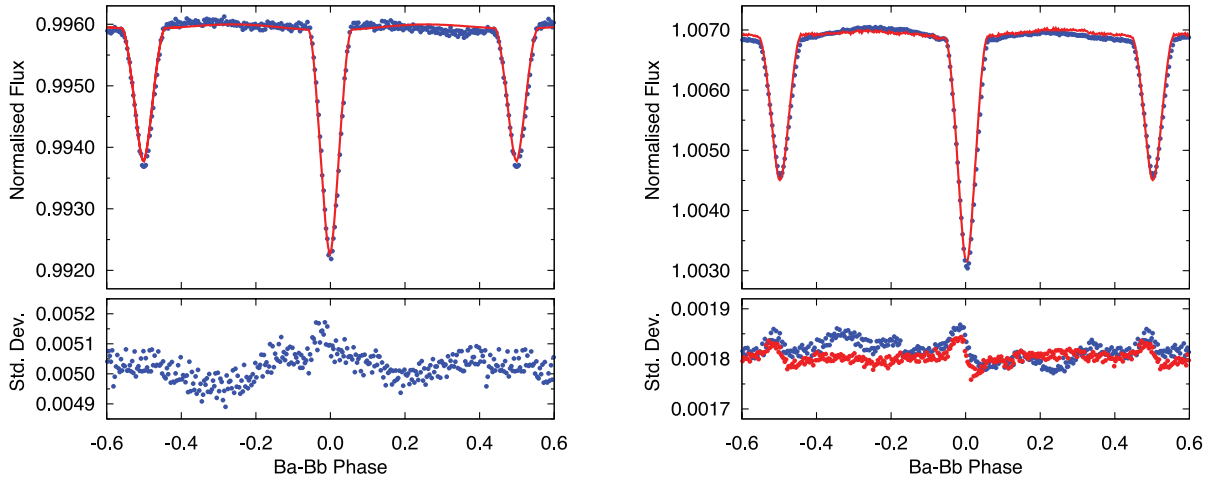 0.9960
0.9950
0.9940
0.9930
0.9920
Normalised Flux
0.0052
0.0051
0.0050
0.0049
Std. Dev.
-0.6 -0.4 -0.2 0.0 0.2 0.4 0.6
Ba-Bb Phase
1.0070
1.0060
1.0050
1.0040
1.0030
Normalised Flux
0.0019
0.0018
0.0017
Std. Dev.
-0.6 -0.4 -0.2 0.0 0.2 0.4 0.6
Ba-Bb Phase